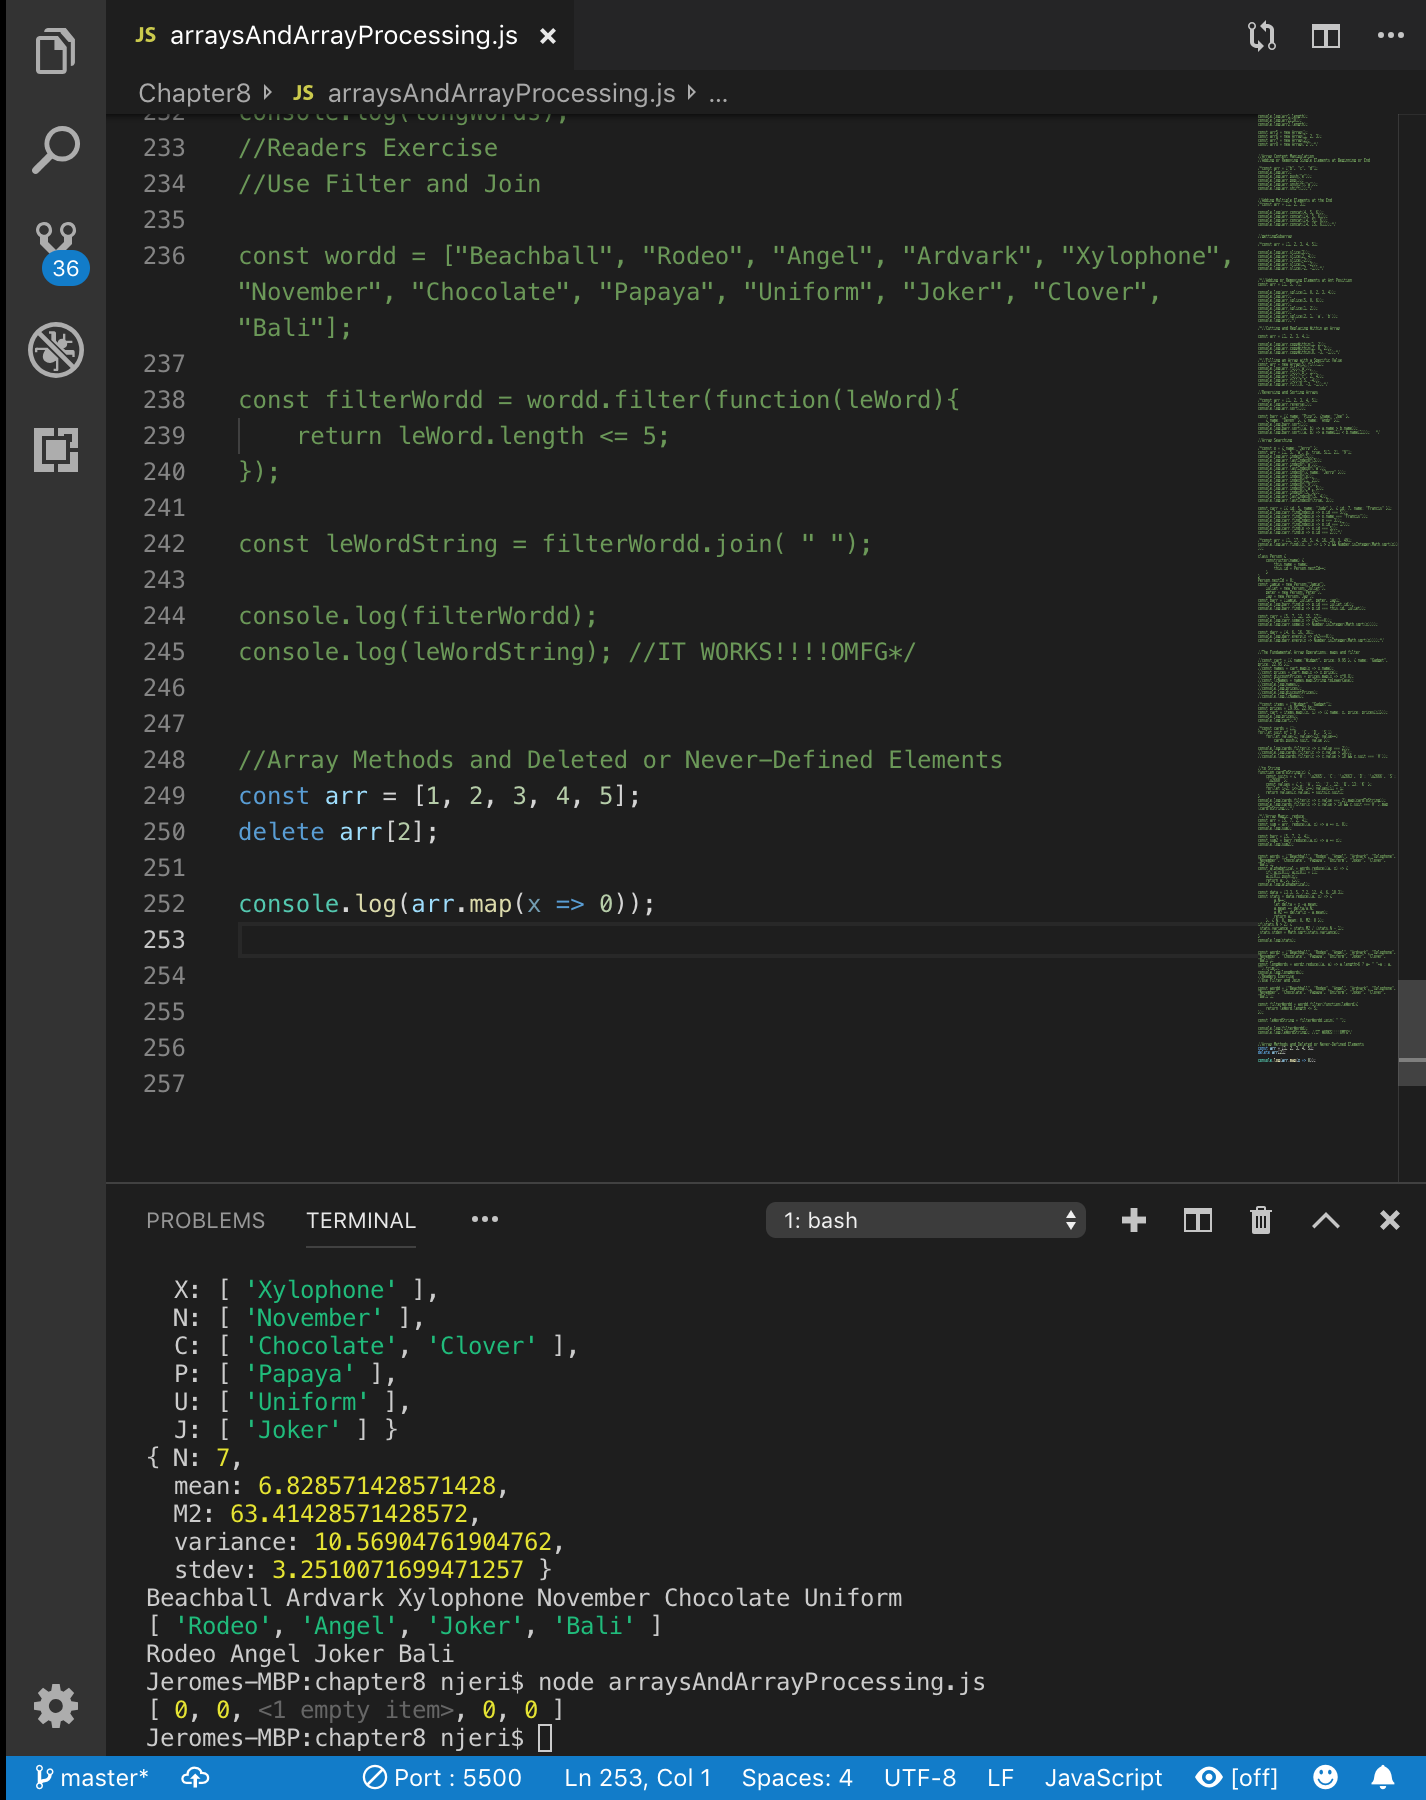 JS arraysAndArrayProcessing.js
Chapter8 JS arraysAndArrayProcessing.js ...
232 console.log(longWords);
233 //Readers Exercise
234 //Use Filter and Join
235
236 const wordd = ["Beachball", "Rodeo", "Angel", "Ardvark", "Xylophone",
"November", "Chocolate", "Papaya", "Uniform", "Joker", "Clover",
"Bali"];
237
238 const filterWordd = wordd.filter(function(leWord){
239 return leWord.length <= 5;
240 });
241
242 const leWordString = filterWordd.join( " ");
243
244 console.log(filterWordd);
245 console.log(leWordString); //IT WORKS!!!!OMFG*/
246
247
248 //Array Methods and Deleted or Never-Defined Elements
249 const arr = [1, 2, 3, 4, 5];
250 delete arr[2];
251
252 console.log(arr.map(x => 0));
253
254
255
256
257
36
PROBLEMS TERMINAL 1: bash
X: [ 'Xylophone' ],
N: [ 'November' ],
C: [ 'Chocolate', 'Clover' ],
P: [ 'Papaya' ],
U: [ 'Uniform' ],
J: [ 'Joker' ] }
{ N: 7,
mean: 6.828571428571428,
M2: 63.41428571428572,
variance: 10.56904761904762,
stdev: 3.2510071699471257 }
Beachball Ardvark Xylophone November Chocolate Uniform
[ 'Rodeo', 'Angel', 'Joker', 'Bali' ]
Rodeo Angel Joker Bali
Jeromes-MBP:chapter8 njeri$ node arraysAndArrayProcessing.js
[ 0, 0, <1 empty item>, 0, 0 ]
Jeromes-MBP:chapter8 njeri$
master* Port : 5500 Ln 253, Col 1 Spaces: 4 UTF-8 LF JavaScript [off]